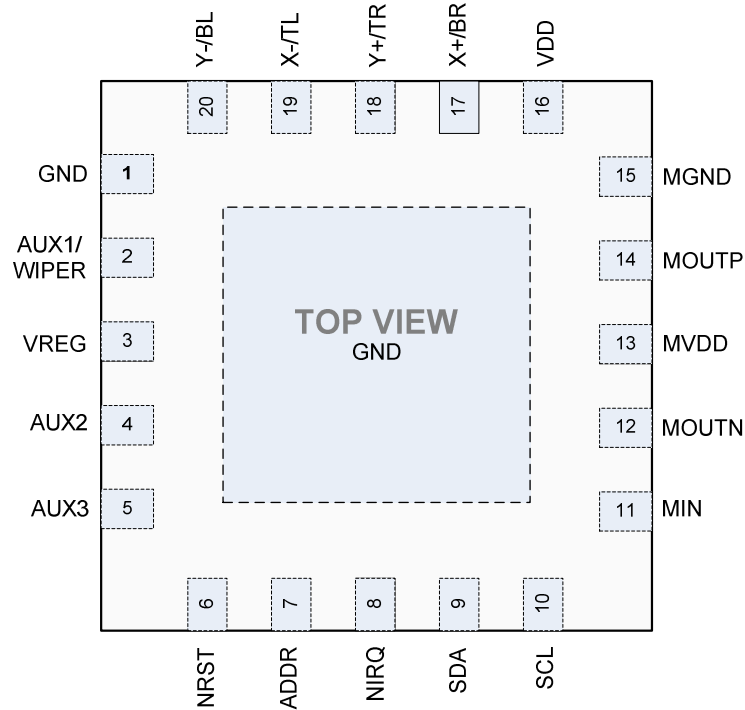 Y-/BL
X-/TL
Y+/TR
X+/BR
VDD
20
19
18
17
16
GND
1
15
MGND
AUX1/
WIPER
2
14
MOUTP
TOP VIEW
GND
VREG
3
13
MVDD
AUX2
4
12
MOUTN
AUX3
5
11
MIN
6
7
8
9
10
NRST
ADDR
NIRQ
SDA
SCL